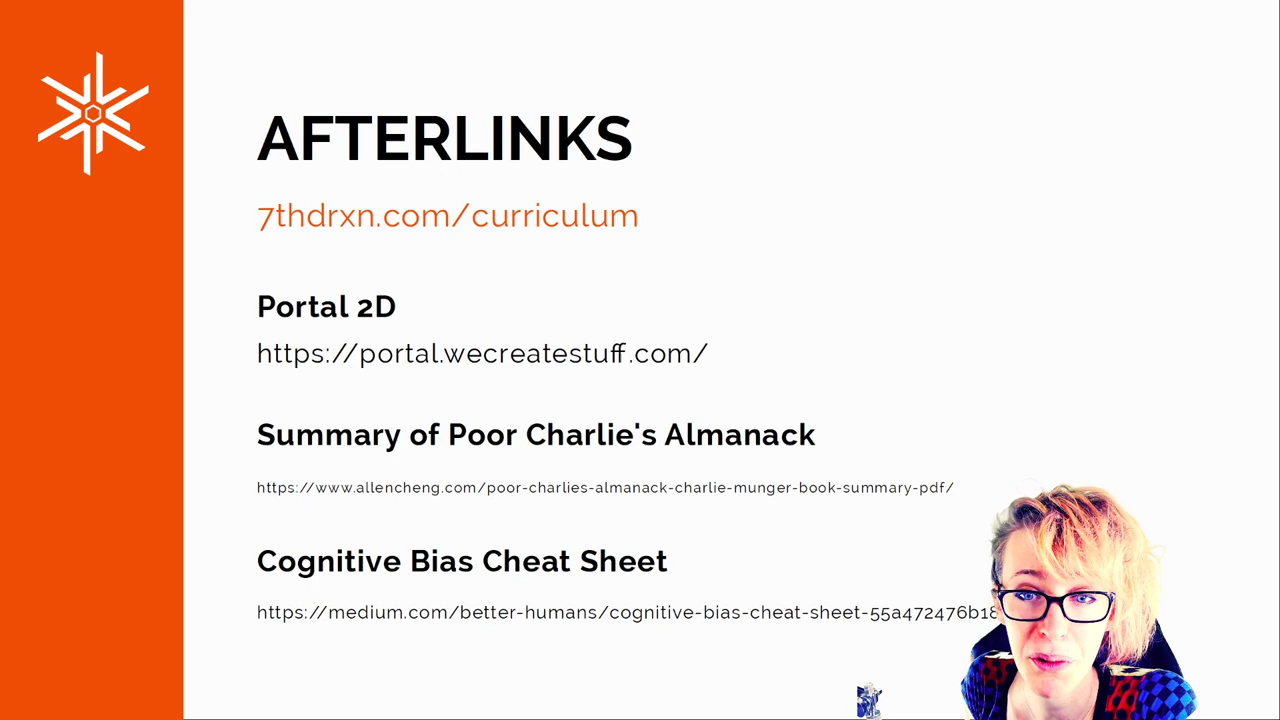 AFTERLINKS
7thdrxn.com/curriculum
Portal 2D
https://portal.wecreatestuff.com/
Summary of Poor Charlie's Almanack
https://www.allencheng.com/poor-charlies-almanack-charlie-munger-book-summary-pdf/
Cognitive Bias Cheat Sheet
https://medium.com/better-humans/cognitive-bias-cheat-sheet-55a472476b18